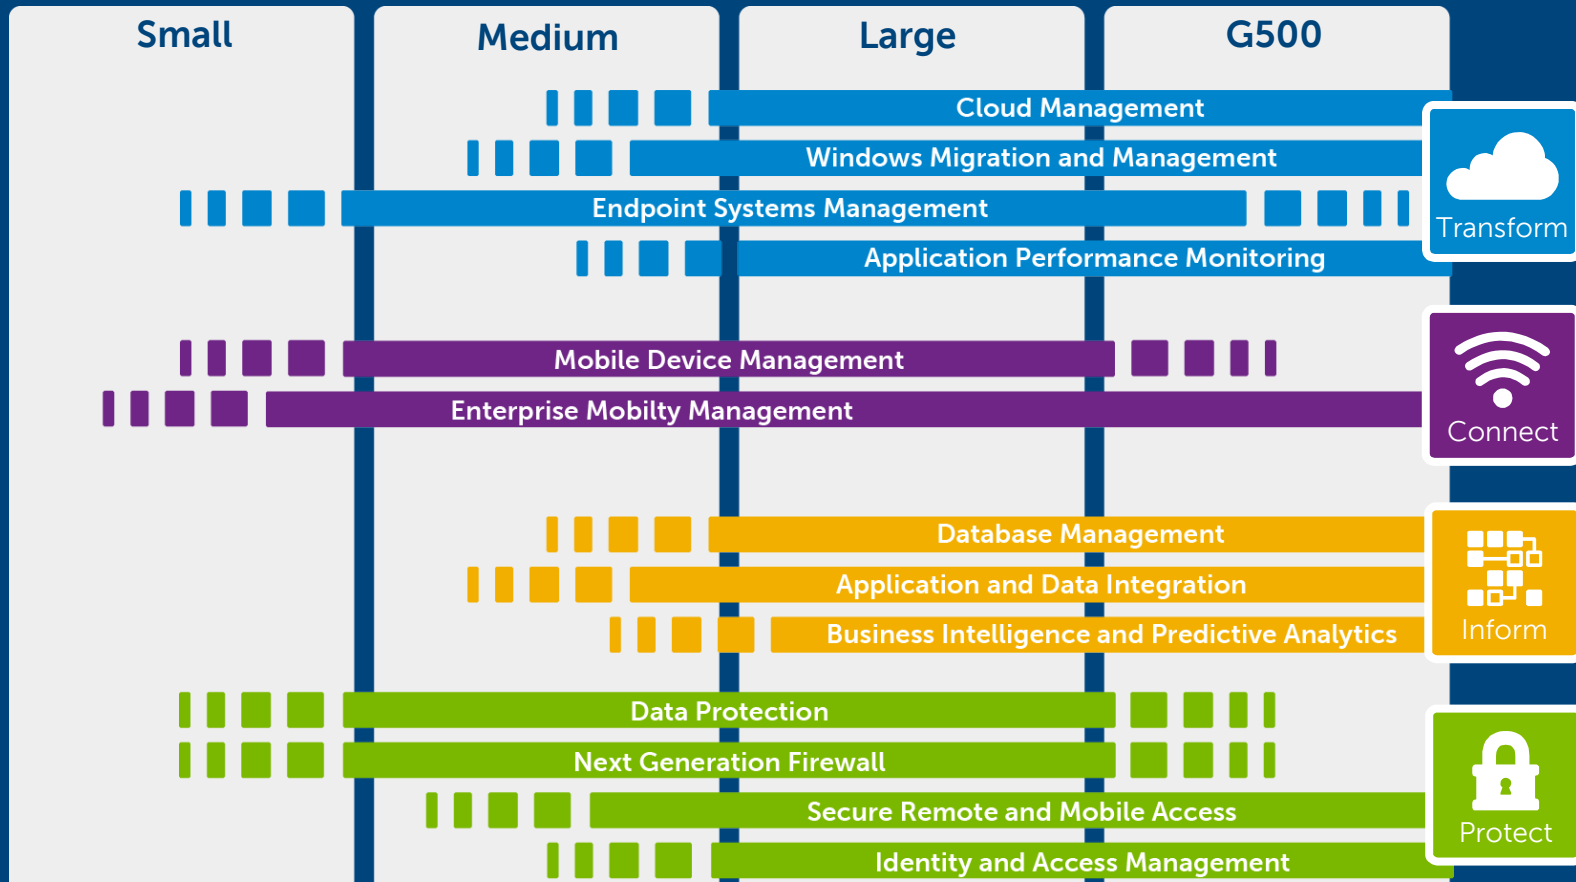 Small
Medium
Large
G500
Cloud Management
Windows Migration and Management
Endpoint Systems Management
Application Performance Monitoring
Transform
Mobile Device Management
Enterprise Mobilty Management
Connect
Database Management
Application and Data Integration
Business Intelligence and Predictive Analytics
Inform
Data Protection
Next Generation Firewall
Secure Remote and Mobile Access
Identity and Access Management
Protect